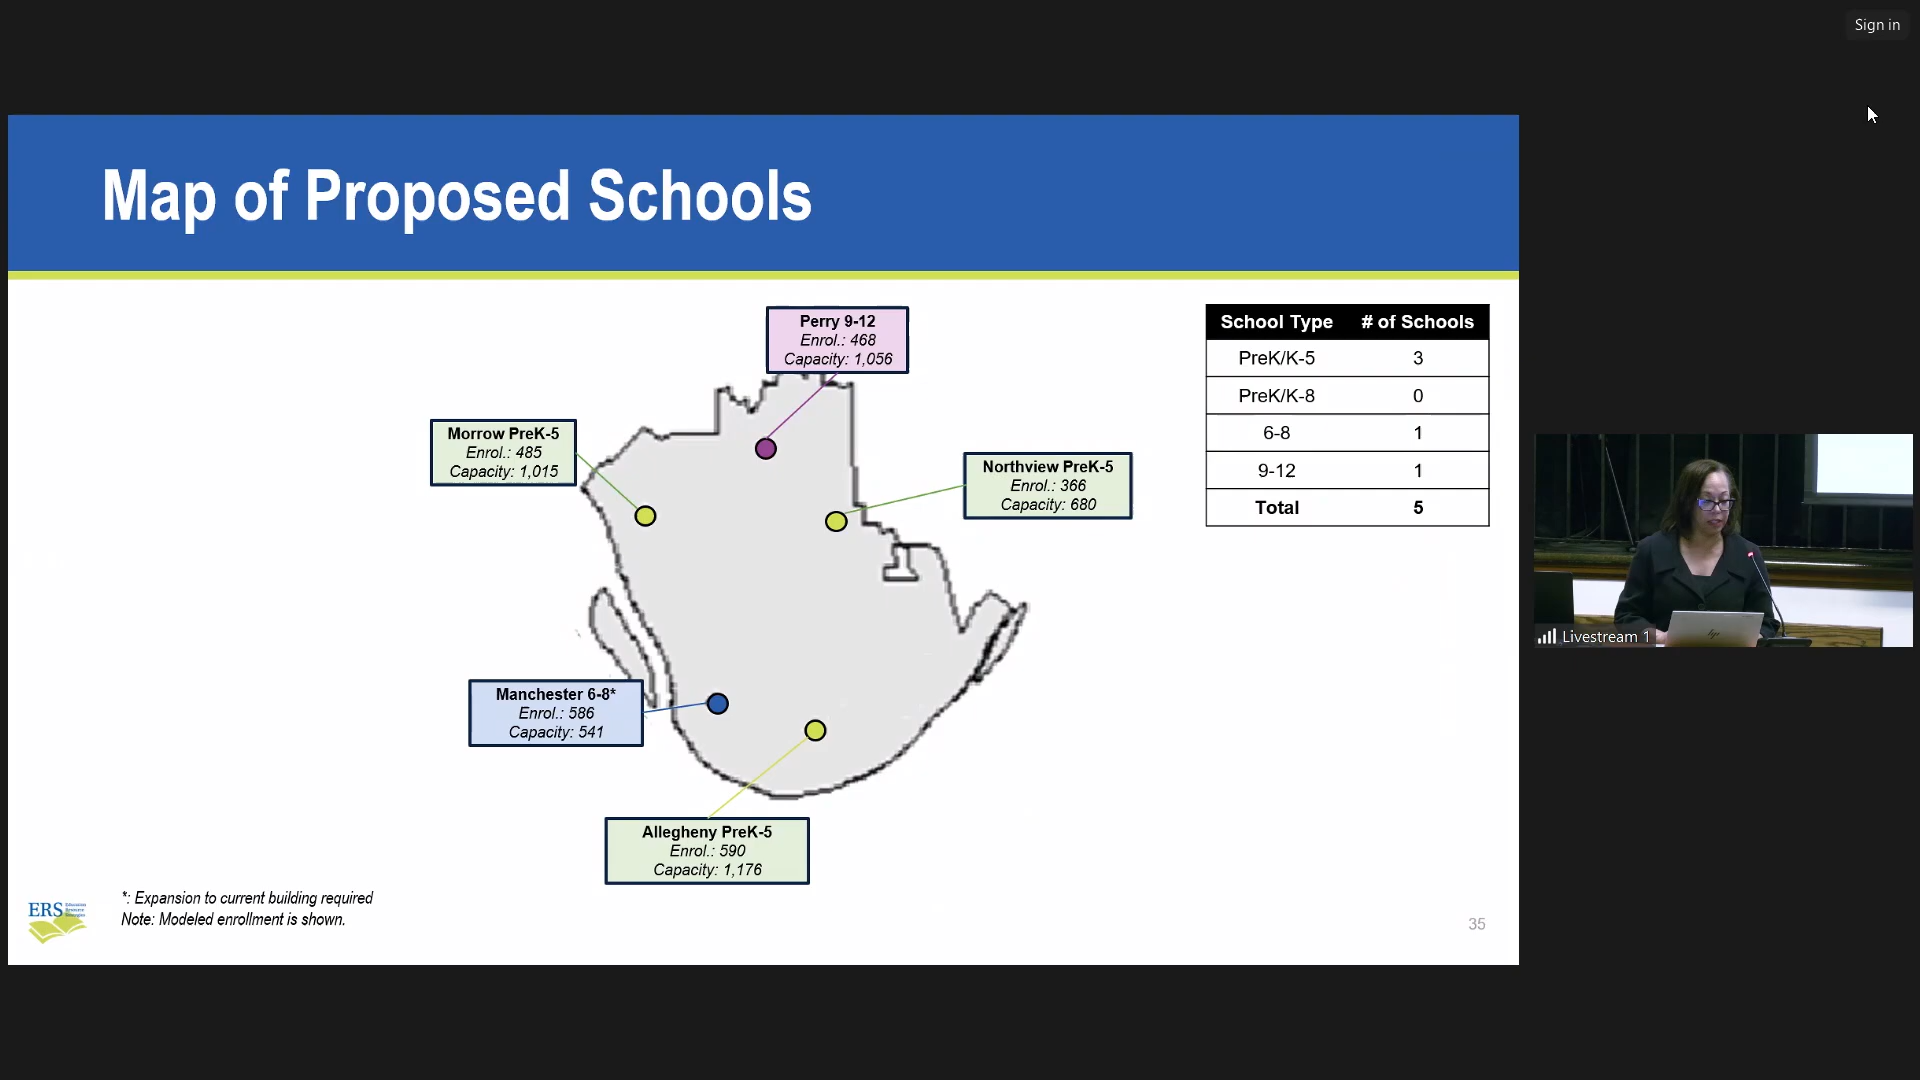 Sign in
Map of Proposed Schools
Perry 9-12
Enrol.: 468
Capacity: 1,056
Morrow PreK-5
Enrol.: 485
Capacity: 1,015
Northview PreK-5
Enrol.: 366
Capacity: 680
Manchester 6-8*
Enrol.: 586
Capacity: 541
Allegheny PreK-5
Enrol.: 590
Capacity: 1,176
School Type # of Schools
PreK/K-5 3
PreK/K-8 0
6-8 1
9-12 1
Total 5
Livestream 1
hp
*: Expansion to current building required
Note: Modeled enrollment is shown.
ERS
Education
Resource
Strategies
35